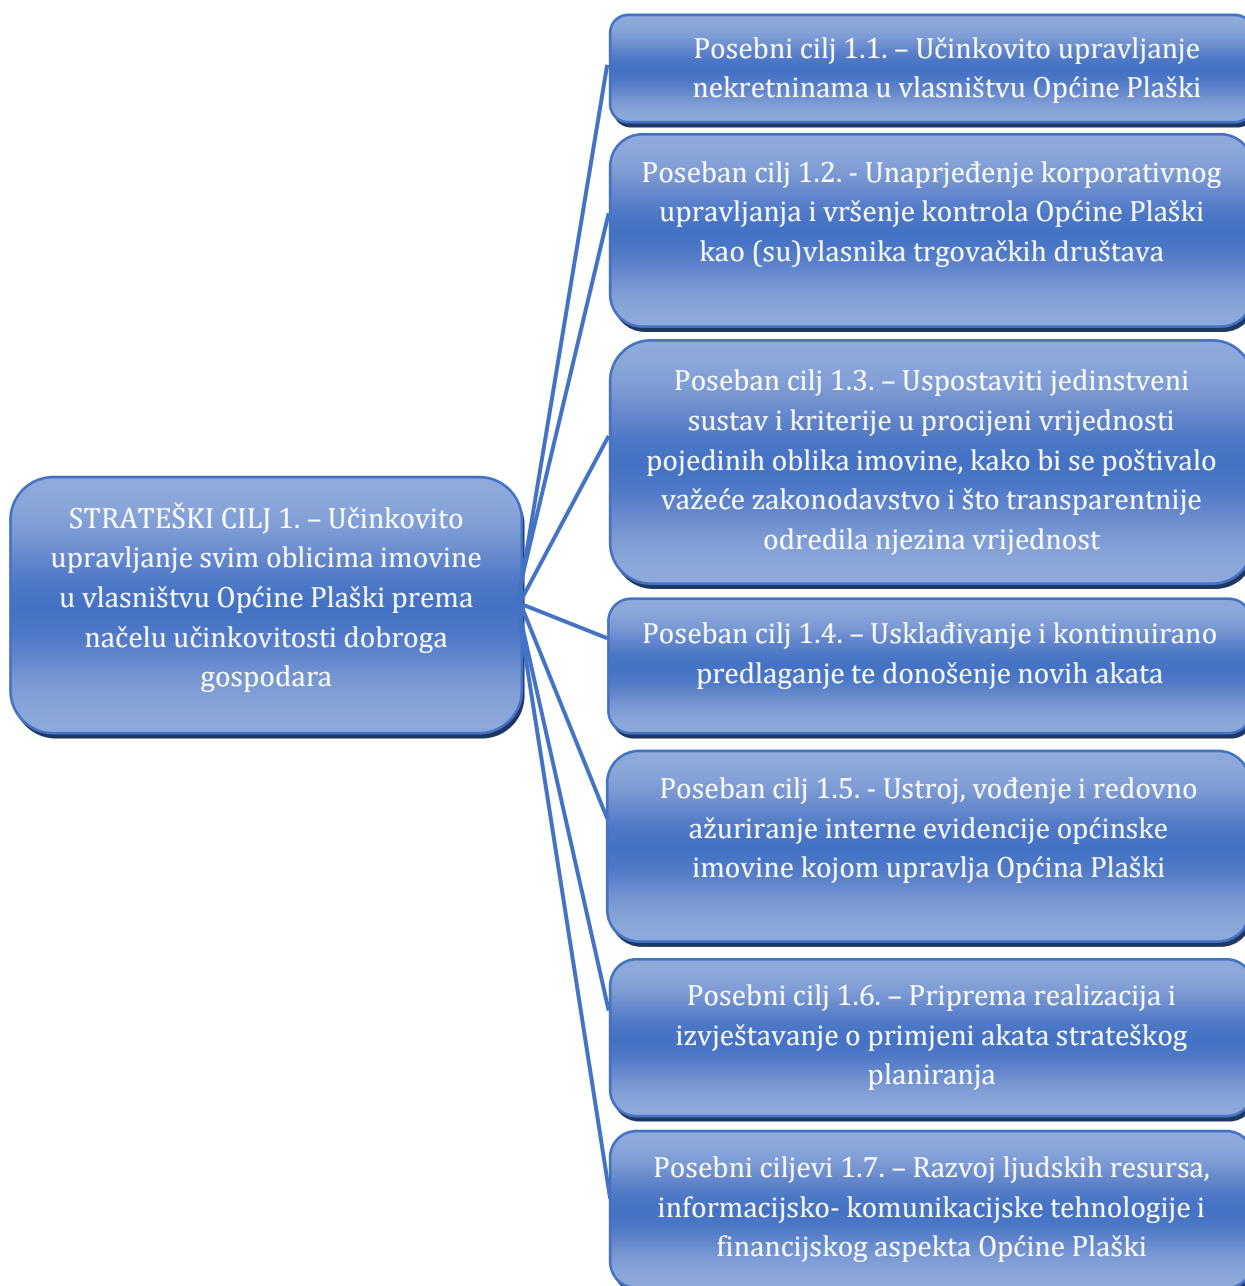 STRATEŠKI CILJ 1. – Učinkovito
upravljanje svim oblicima imovine
u vlasništvu Općine Plaški prema
načelu učinkovitosti dobroga
gospodara
Posebni cilj 1.1. – Učinkovito upravljanje
nekretninama u vlasništvu Općine Plaški
Poseban cilj 1.2. - Unaprjeđenje korporativnog
upravljanja i vršenje kontrola Općine Plaški
kao (su)vlasnika trgovačkih društava
Poseban cilj 1.3. – Uspostaviti jedinstveni
sustav i kriterije u procijeni vrijednosti
pojedinih oblika imovine, kako bi se poštivalo
važeće zakonodavstvo i što transparentnije
odredila njezina vrijednost
Poseban cilj 1.4. – Usklađivanje i kontinuirano
predlaganje te donošenje novih akata
Poseban cilj 1.5. - Ustroj, vođenje i redovno
ažuriranje interne evidencije općinske
imovine kojom upravlja Općina Plaški
Posebni cilj 1.6. – Priprema realizacija i
izvještavanje o primjeni akata strateškog
planiranja
Posebni ciljevi 1.7. – Razvoj ljudskih resursa,
informacijsko- komunikacijske tehnologije i
financijskog aspekta Općine Plaški